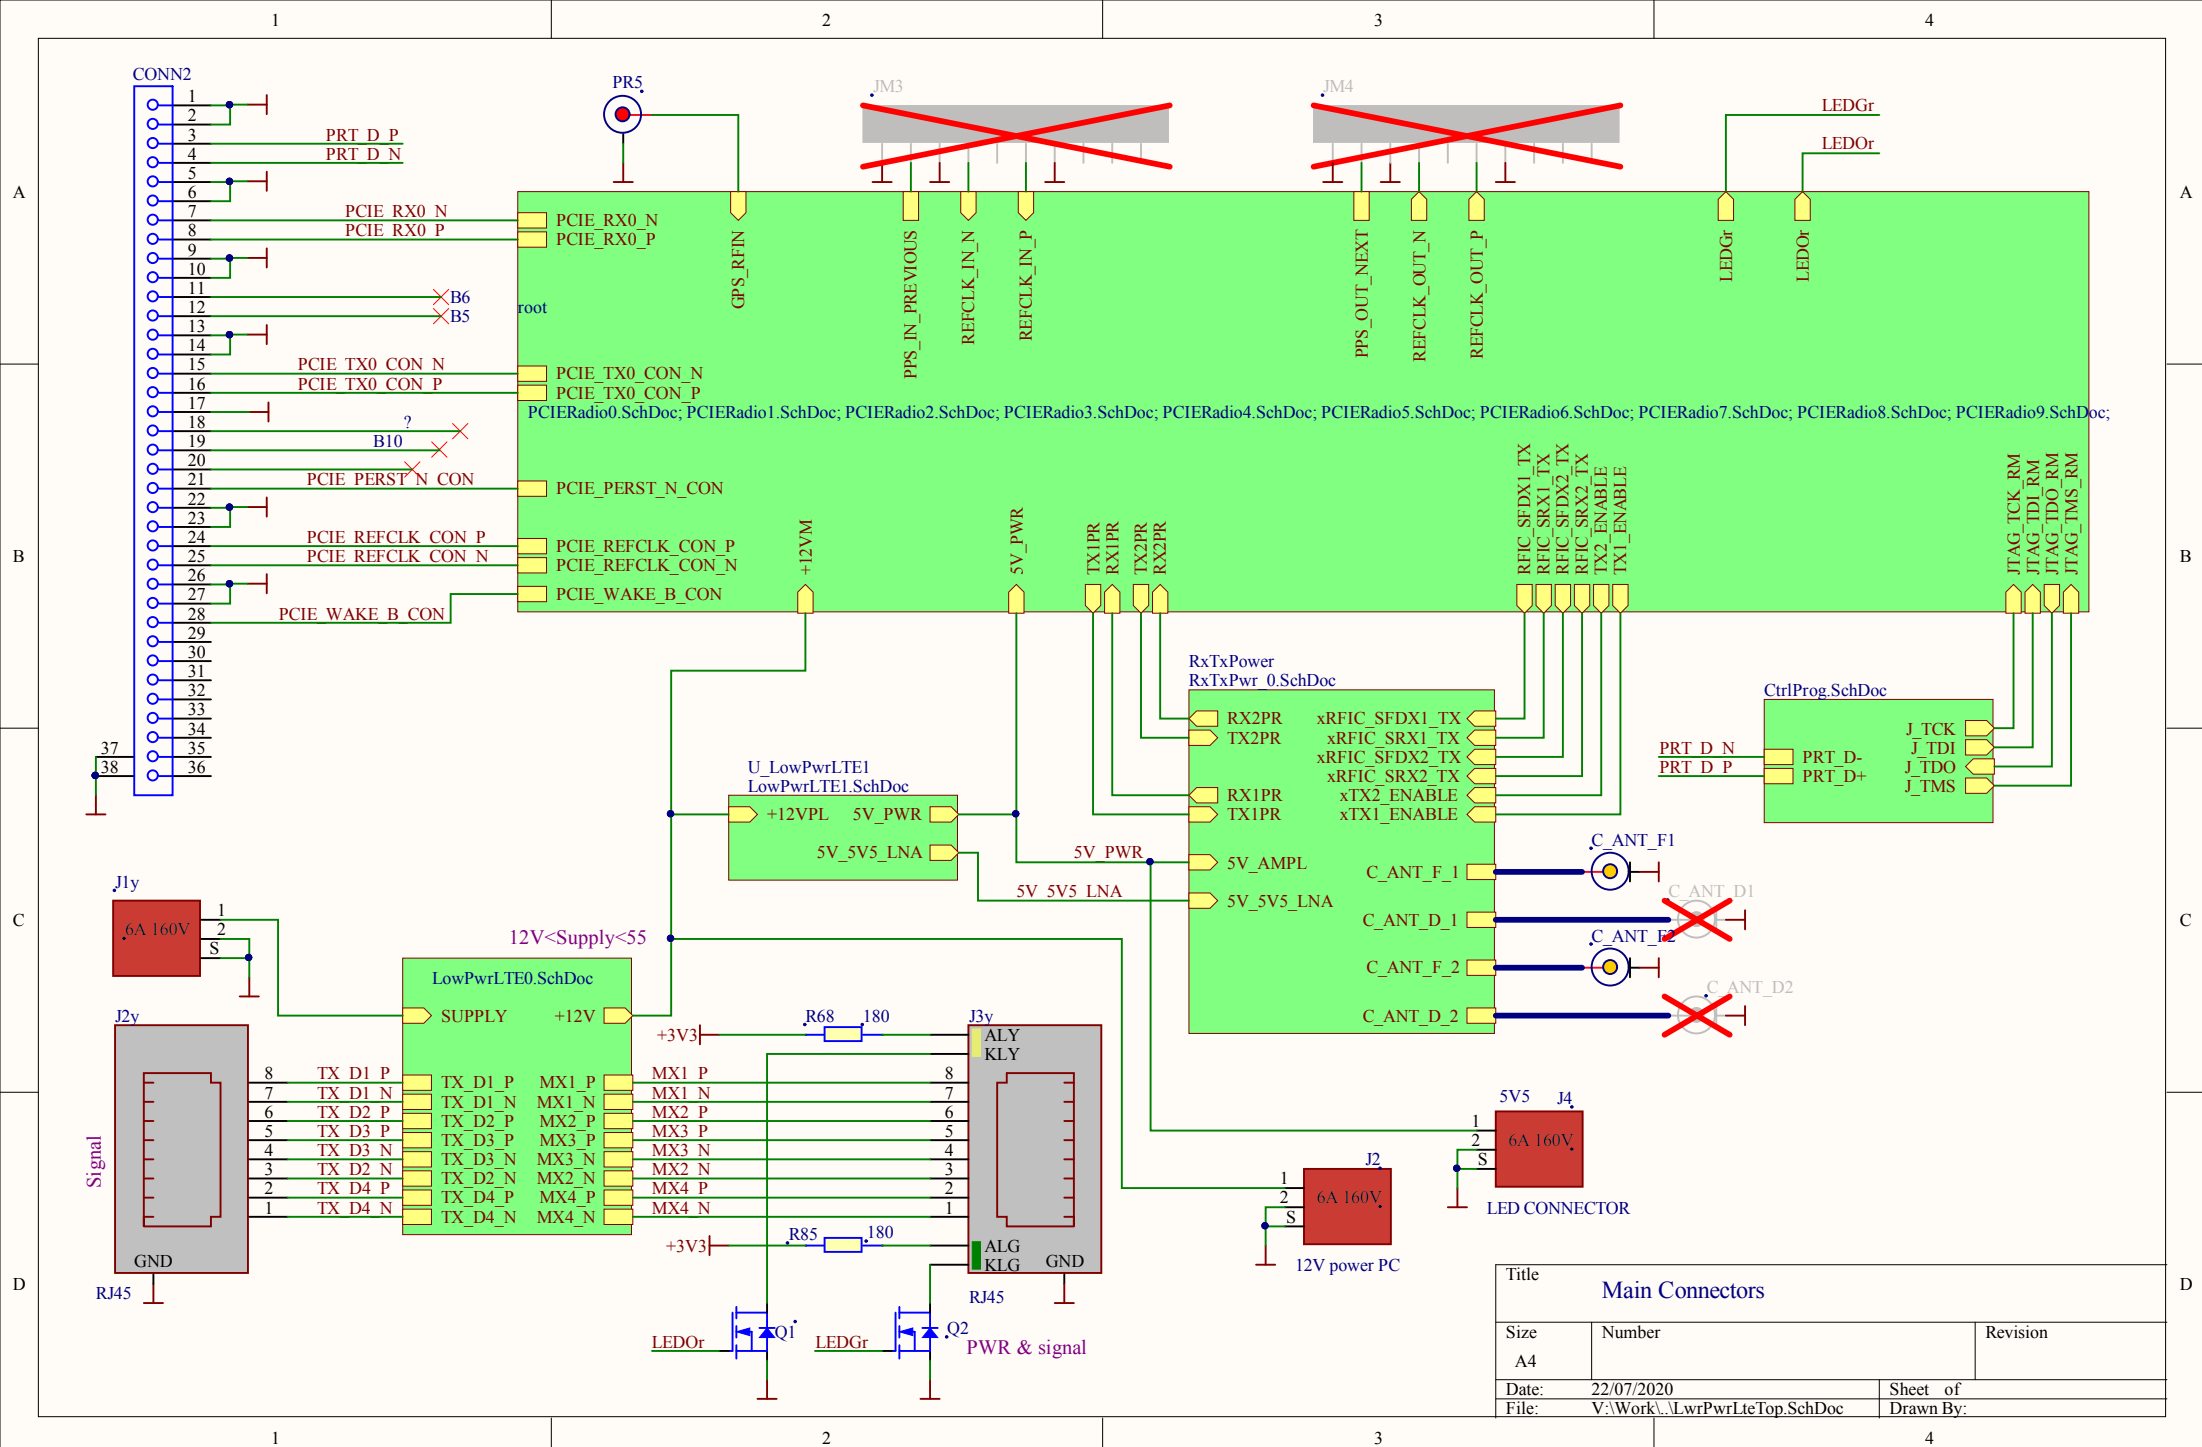 1 2 3 4
A
B
C
D
CONN2
1
2
3 PRT_D_P
4 PRT_D_N
5
6
7 PCIE_RX0_N
8 PCIE_RX0_P
9
10
11 B6
12 B5
13
14
15 PCIE_TX0_CON_N
16 PCIE_TX0_CON_P
17
18 ?
19 B10
20
21 PCIE_PERST_N_CON
22
23
24 PCIE_REFCLK_CON_P
25 PCIE_REFCLK_CON_N
26
27
28 PCIE_WAKE_B_CON
29
30
31
32
33
34
37 35
38 36
PR5
JM3
JM4
LEDGr
LEDOr
PCIE_RX0_N
PCIE_RX0_P
root
PCIE_TX0_CON_N
PCIE_TX0_CON_P
PCIERadio0.SchDoc; PCIERadio1.SchDoc; PCIERadio2.SchDoc; PCIERadio3.SchDoc; PCIERadio4.SchDoc; PCIERadio5.SchDoc; PCIERadio6.SchDoc; PCIERadio7.SchDoc; PCIERadio8.SchDoc; PCIERadio9.SchDoc;
PCIE_PERST_N_CON
PCIE_REFCLK_CON_P
PCIE_REFCLK_CON_N
PCIE_WAKE_B_CON
GPS_RFIN
PPS_IN_PREVIOUS
REFCLK_IN_N
REFCLK_IN_P
PPS_OUT_NEXT
REFCLK_OUT_N
REFCLK_OUT_P
LEDGr
LEDOr
+12VM
5V_PWR
TX1PR
RX1PR
TX2PR
RX2PR
RFIC_SFDX1_TX
RFIC_SRX1_TX
RFIC_SFDX2_TX
RFIC_SRX2_TX
TX2_ENABLE
TX1_ENABLE
JTAG_TCK_RM
JTAG_TDI_RM
JTAG_TDO_RM
JTAG_TMS_RM
RxTxPower
RxTxPwr_0.SchDoc
RX2PR xRFIC_SFDX1_TX
TX2PR xRFIC_SRX1_TX
xRFIC_SFDX2_TX
xRFIC_SRX2_TX
RX1PR xTX2_ENABLE
TX1PR xTX1_ENABLE
5V_PWR 5V_AMPL C_ANT_F_1
5V_5V5_LNA 5V_5V5_LNA C_ANT_D_1
C_ANT_F_2
C_ANT_D_2
C_ANT_F1
C_ANT_D1
C_ANT_F2
C_ANT_D2
CtrlProg.SchDoc
J_TCK
J_TDI
J_TDO
J_TMS
PRT_D_N PRT_D-
PRT_D_P PRT_D+
U_LowPwrLTE1
LowPwrLTE1.SchDoc
+12VPL 5V_PWR
5V_5V5_LNA
J1y
6A 160V
1
2
S
12V<Supply<55
LowPwrLTE0.SchDoc
SUPPLY +12V
J2y
Signal
8 TX_D1_P TX_D1_P MX1_P MX1_P 8
7 TX_D1_N TX_D1_N MX1_N MX1_N 7
6 TX_D2_P TX_D2_P MX2_P MX2_P 6
5 TX_D3_P TX_D3_P MX3_P MX3_P 5
4 TX_D3_N TX_D3_N MX3_N MX3_N 4
3 TX_D2_N TX_D2_N MX2_N MX2_N 3
2 TX_D4_P TX_D4_P MX4_P MX4_P 2
1 TX_D4_N TX_D4_N MX4_N MX4_N 1
GND
RJ45
+3V3 R68 180
J3y
ALY
KLY
+3V3 R85 180
ALG
KLG
GND
RJ45
LEDOr Q1
LEDGr Q2
PWR & signal
J2
1
2
S
6A 160V
12V power PC
5V5 J4
1
2
S
6A 160V
LED CONNECTOR
Title
Main Connectors
Size Number Revision
A4
Date: 22/07/2020 Sheet of
File: V:\Work\..\LwrPwrLteTop.SchDoc Drawn By:
A
B
C
D
1 2 3 4